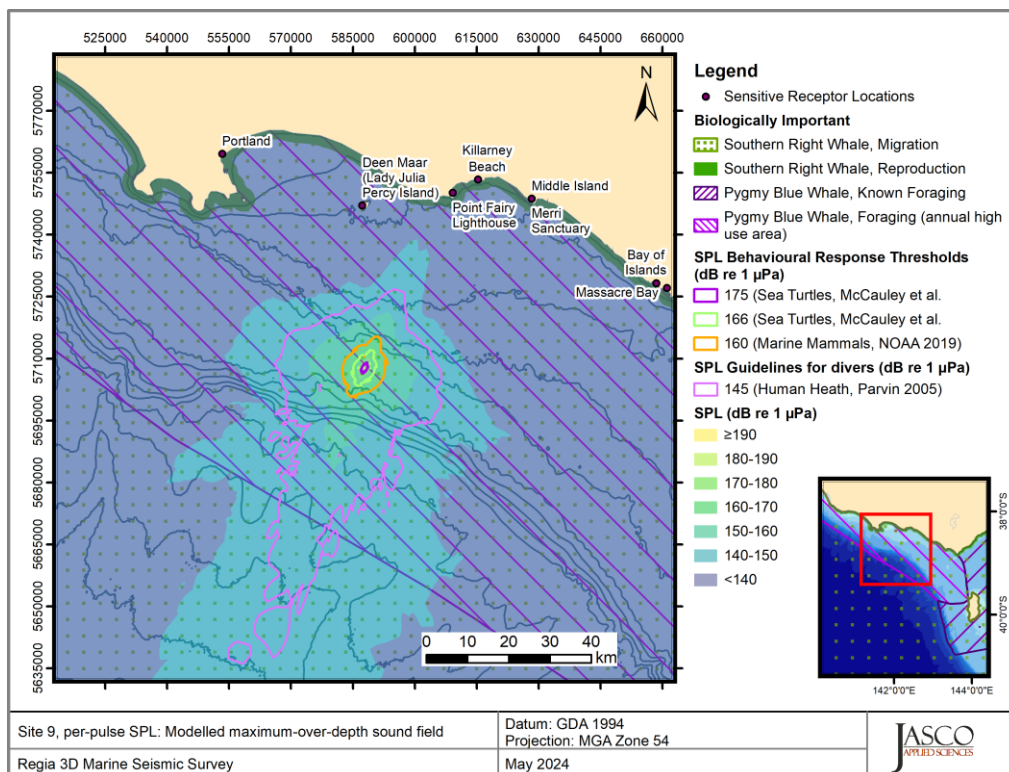 525000 540000 555000 570000 585000 600000 615000 630000 645000 660000
5770000
5755000
5740000
5725000
5710000
5695000
5680000
5665000
5650000
5635000
N
Portland
Deen Maar
(Lady Julia
Percy Island)
Killarney
Beach
Point Fairy
Lighthouse
Middle Island
Merri
Sanctuary
Bay of
Islands
Massacre Bay
0 10 20 30 40
km
Legend
Sensitive Receptor Locations
Biologically Important
Southern Right Whale, Migration
Southern Right Whale, Reproduction
Pygmy Blue Whale, Known Foraging
Pygmy Blue Whale, Foraging (annual high
use area)
SPL Behavioural Response Thresholds
(dB re 1 µPa)
175 (Sea Turtles, McCauley et al.
166 (Sea Turtles, McCauley et al.
160 (Marine Mammals, NOAA 2019)
SPL Guidelines for divers (dB re 1 µPa)
145 (Human Heath, Parvin 2005)
SPL (dB re 1 µPa)
≥190
180-190
170-180
160-170
150-160
140-150
<140
38°0'S
40°0'S
142°0'0"E 144°0'E
Site 9, per-pulse SPL: Modelled maximum-over-depth sound field
Regia 3D Marine Seismic Survey
Datum: GDA 1994
Projection: MGA Zone 54
May 2024
JASCO
APPLIED SCIENCES